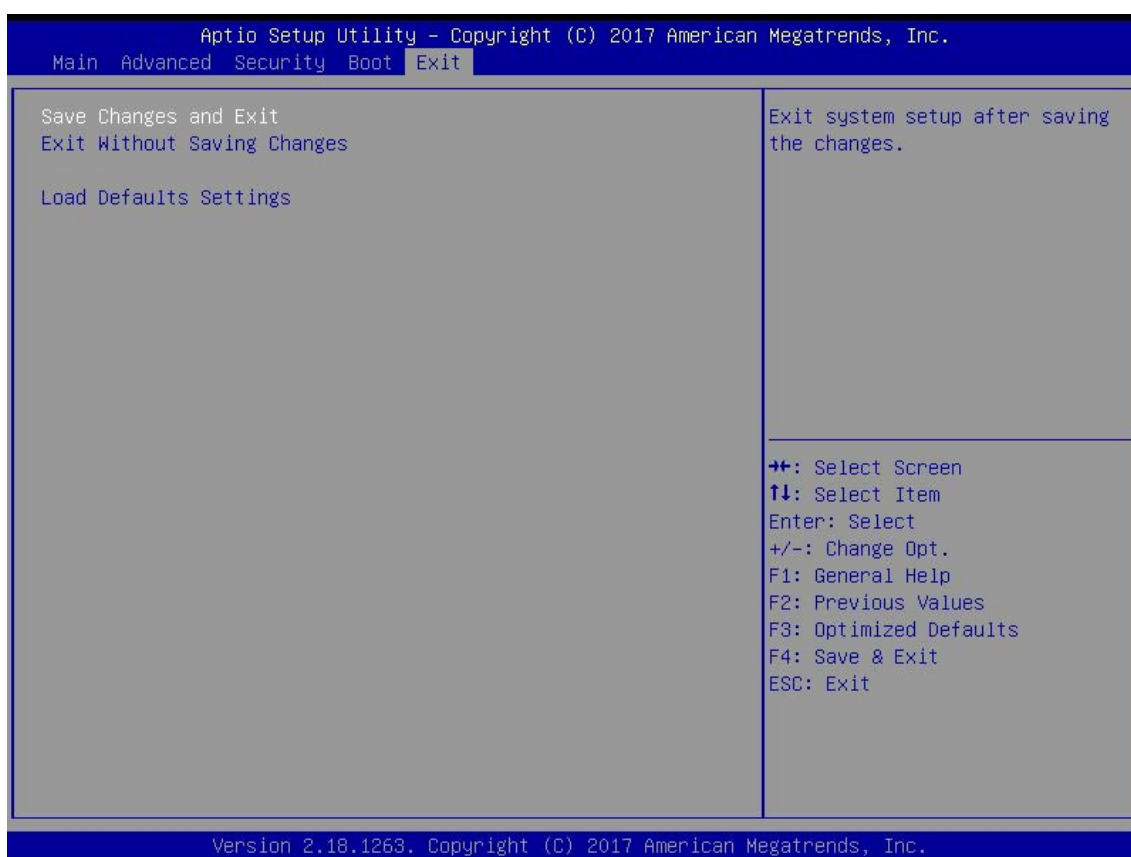 Aptio Setup Utility – Copyright (C) 2017 American Megatrends, Inc.
Main Advanced Security Boot Exit
Save Changes and Exit
Exit Without Saving Changes
Load Defaults Settings
Exit system setup after saving
the changes.
→←: Select Screen
↑↓: Select Item
Enter: Select
+/-: Change Opt.
F1: General Help
F2: Previous Values
F3: Optimized Defaults
F4: Save & Exit
ESC: Exit
Version 2.18.1263. Copyright (C) 2017 American Megatrends, Inc.